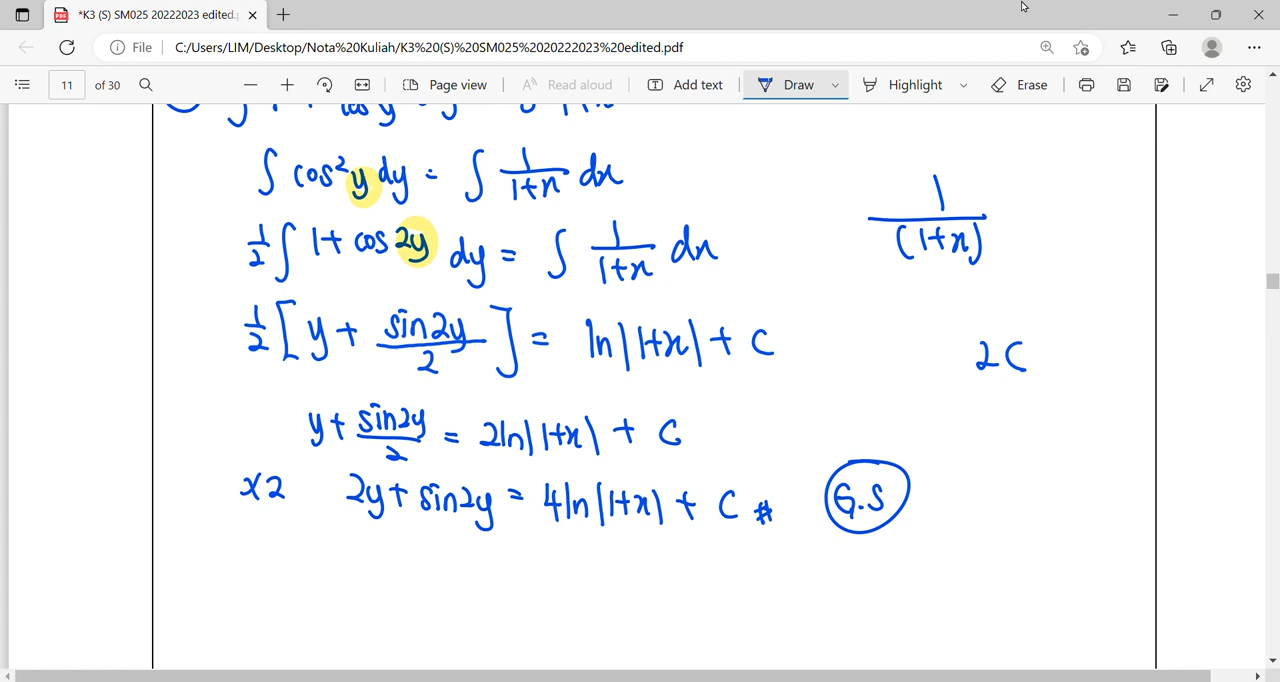 *K3 (S) SM025 20222023 edited.
File C:/Users/LIM/Desktop/Nota%20Kuliah/K3%20(S)%20SM025%2020222023%20edited.pdf
11 of 30 Page view Read aloud Add text Draw Highlight Erase
∫ cos²y dy = ∫ 1/(1+x) dx
1/2 ∫ 1 + cos 2y dy = ∫ 1/(1+x) dx
1/(1+x)
1/2 [y + sin2y/2] = ln|1+x| + C
2C
y + sin2y/2 = 2ln|1+x| + C
×2 2y + sin2y = 4ln|1+x| + C #
G.S